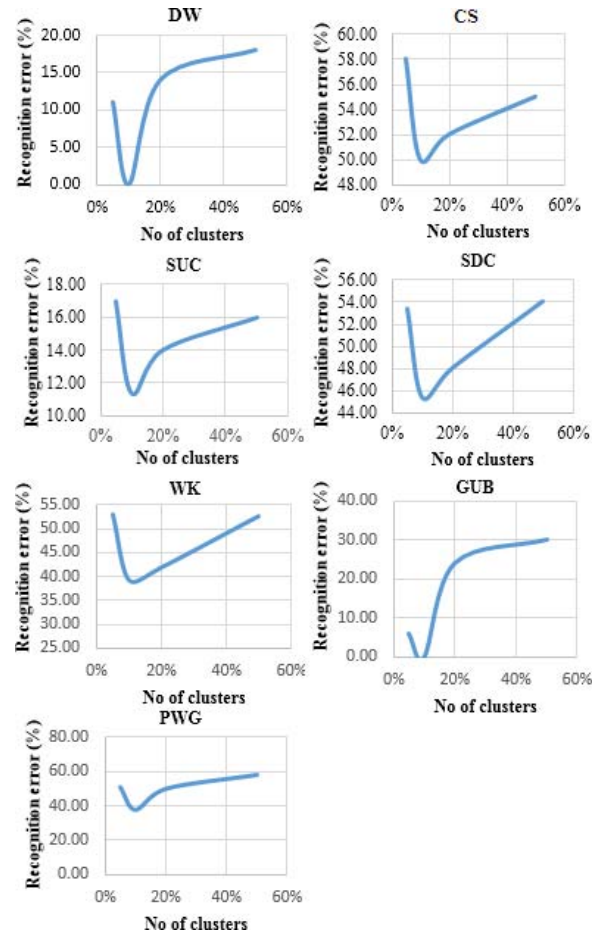 DW
Recognition error (%)
20.00
15.00
10.00
5.00
0.00
0% 20% 40% 60%
No of clusters
CS
Recognition error (%)
60.00
58.00
56.00
54.00
52.00
50.00
48.00
0% 20% 40% 60%
No of clusters
SUC
Recognition error (%)
18.00
16.00
14.00
12.00
10.00
0% 20% 40% 60%
No of clusters
SDC
Recognition error (%)
56.00
54.00
52.00
50.00
48.00
46.00
44.00
0% 20% 40% 60%
No of clusters
WK
Recognition error (%)
55.00
50.00
45.00
40.00
35.00
30.00
25.00
0% 20% 40% 60%
No of clusters
GUB
Recognition error (%)
40.00
30.00
20.00
10.00
0.00
0% 20% 40% 60%
No of clusters
PWG
Recognition error (%)
80.00
60.00
40.00
20.00
0.00
0% 20% 40% 60%
No of clusters